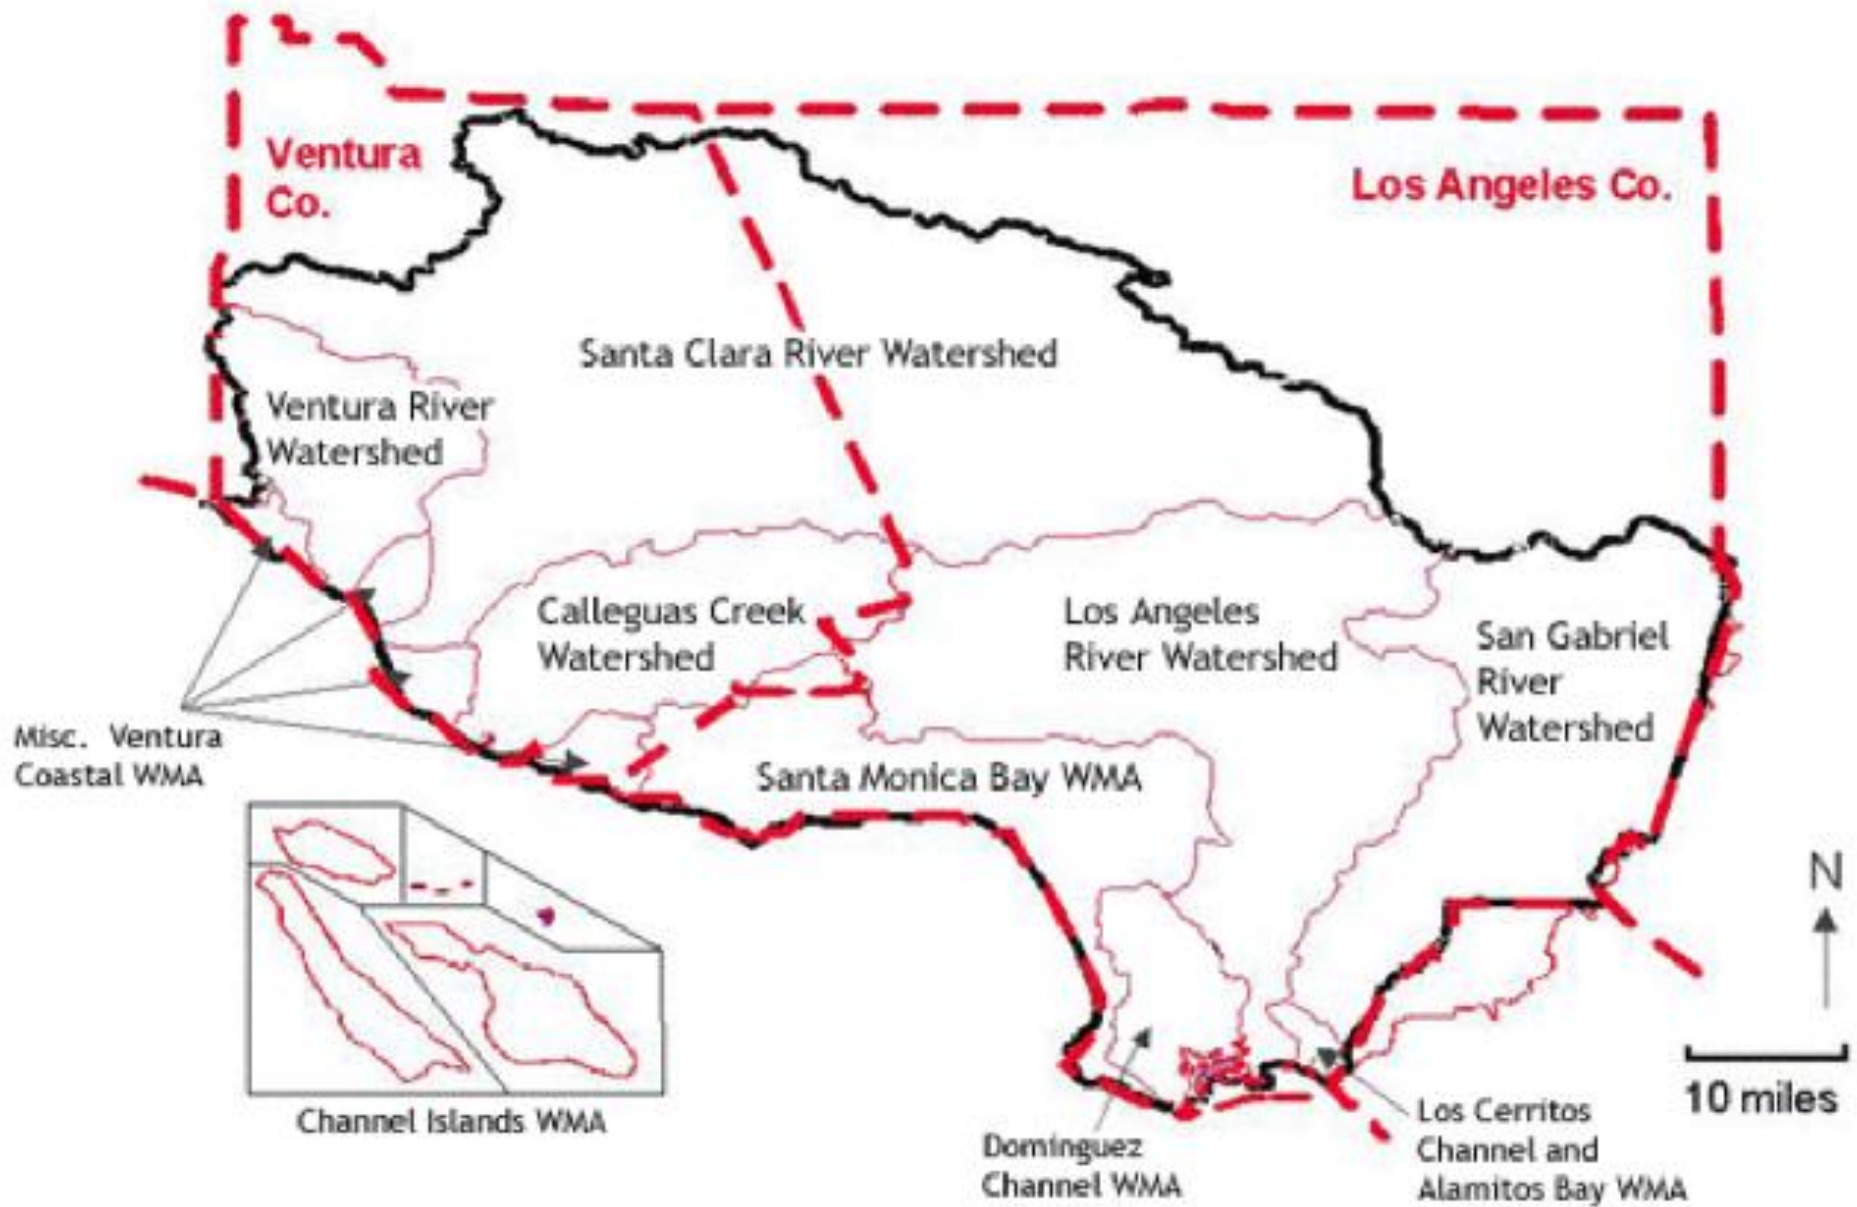 Ventura
Co.
Los Angeles Co.
Santa Clara River Watershed
Ventura River
Watershed
Calleguas Creek
Watershed
Los Angeles
River Watershed
San Gabriel
River
Watershed
Misc. Ventura
Coastal WMA
Santa Monica Bay WMA
N
10 miles
Channel Islands WMA
Dominguez
Channel WMA
Los Cerritos
Channel and
Alamitos Bay WMA